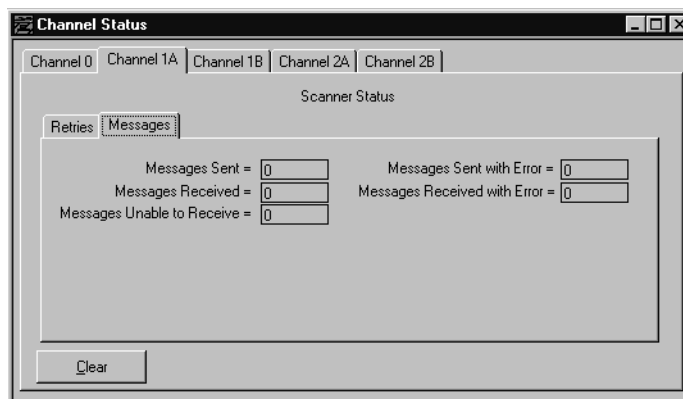 Channel Status
Channel 0 Channel 1A Channel 1B Channel 2A Channel 2B
Scanner Status
Retries Messages
Messages Sent = 0 Messages Sent with Error = 0
Messages Received = 0 Messages Received with Error = 0
Messages Unable to Receive = 0
Clear